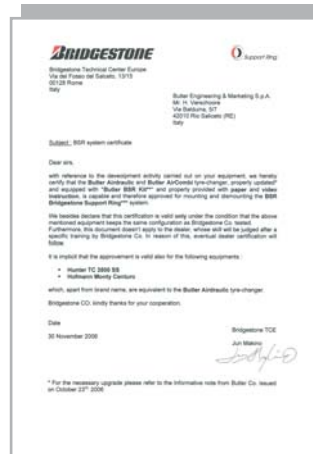 BRIDGESTONE
Support Ring
Bridgestone Technical Center Europe
Via del Fosso del Salceto, 13/15
00128 Rome
Italy
Butler Engineering & Marketing S.p.A.
Mr. H. Verschoore
Via Balduina, 5/7
42010 Rio Saliceto (RE)
Italy
Subject : BSR system certificate
Dear sirs,
with reference to the development activity carried out on your equipment, we hereby
certify that the Butler Airdraulic and Butler AirCombi tyre-changer, properly updated*
and equipped with "Butler BSR Kit" and properly provided with paper and video
instruction, is capable and therefore approved for mounting and dismounting the BSR
Bridgestone Support Ring system.
We besides declare that this certification is valid only under the condition that the above
mentioned equipment keeps the same configuration as Bridgestone Co. tested.
Furthermore, this document doesn't apply to the dealer, whose skill will be judged after a
specific training by Bridgestone Co. In reason of this, eventual dealer certification will
follow.
It is implicit that the approvement is valid also for the following equipments :
• Hunter TC 3500 SS
• Hofmann Monty
which, apart from brand name, are equivalent to the Butler Airdraulic tyre-changer.
Bridgestone CO. kindly thanks for your cooperation.
Date
30 November 2006
Bridgestone TCE
Jun Makino
* For the necessary upgrade please refer to the informative note from Butler Co. issued
on October 23th 2006